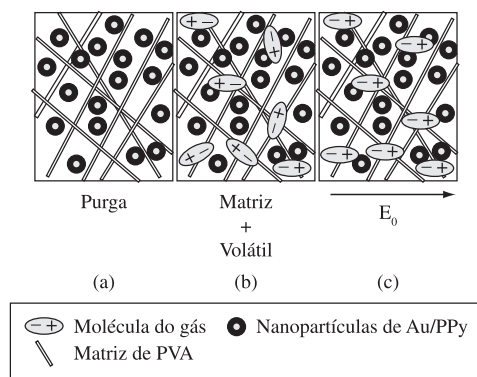 Purga
Matriz
+
Volátil
E0
(a)
(b)
(c)
Molécula do gás
Nanopartículas de Au/PPy
Matriz de PVA